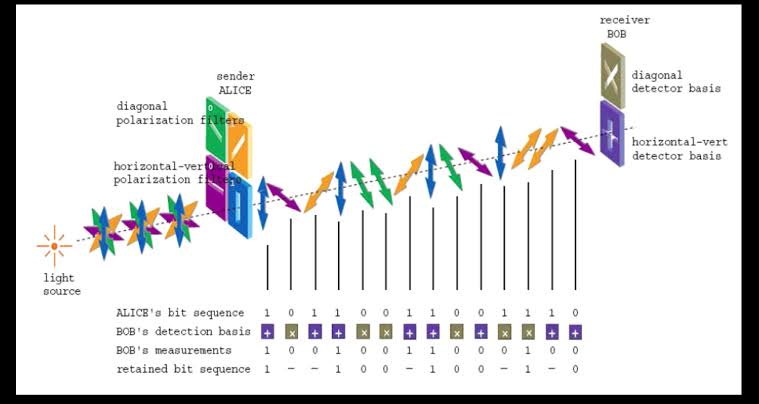 receiver
BOB
sender
ALICE
diagonal
detector basis
diagonal
polarization filters
0
horizontal-vert
detector basis
horizontal-vertical
polarization filters
0
1
light
source
ALICE's bit sequence 1 0 1 1 0 0 1 1 0 0 1 1 1 0
BOB's detection basis + × + + × × + + × + × × + +
BOB's measurements 1 0 0 1 0 0 1 1 0 0 0 1 0 0
retained bit sequence 1 – – 1 0 0 – 1 0 0 – 1 – 0